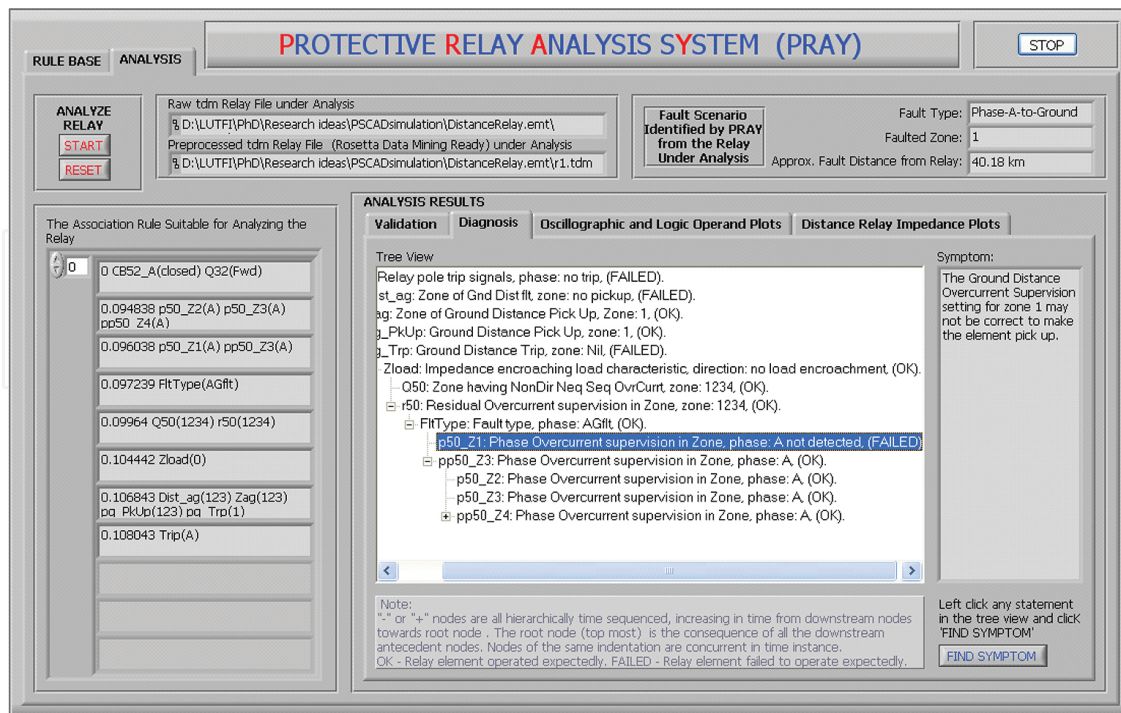 PROTECTIVE RELAY ANALYSIS SYSTEM (PRAY)
STOP
RULE BASE
ANALYSIS
ANALYZE
RELAY
START
RESET
Raw tdm Relay File under Analysis
D:\LUTFI\PhD\Research ideas\PSCADsimulation\DistanceRelay.emt\
Preprocessed tdm Relay File (Rosetta Data Mining Ready) under Analysis
D:\LUTFI\PhD\Research ideas\PSCADsimulation\DistanceRelay.emt\r1.tdm
Fault Scenario
Identified by PRAY
from the Relay
Under Analysis
Fault Type: Phase-A-to-Ground
Faulted Zone: 1
Approx. Fault Distance from Relay: 40.18 km
The Association Rule Suitable for Analyzing the
Relay
0
0 CB52_A(closed) Q32(Fwd)
0.094838 p50_Z2(A) p50_Z3(A)
pp50_Z4(A)
0.096038 p50_Z1(A) pp50_Z3(A)
0.097239 FltType(AGflt)
0.09964 Q50(1234) r50(1234)
0.104442 Zload(0)
0.106843 Dist_ag(123) Zag(123)
pg_PkUp(123) pg_Trp(1)
0.108043 Trip(A)
ANALYSIS RESULTS
Validation
Diagnosis
Oscillographic and Logic Operand Plots
Distance Relay Impedance Plots
Tree View
Relay pole trip signals, phase: no trip, (FAILED).
st_ag: Zone of Gnd Dist flt, zone: no pickup, (FAILED).
ag: Zone of Ground Distance Pick Up, Zone: 1, (OK).
g_PkUp: Ground Distance Pick Up, zone: 1, (OK).
g_Trp: Ground Distance Trip, zone: Nil, (FAILED).
Zload: Impedance encroaching load characteristic, direction: no load encroachment, (OK).
Q50: Zone having NonDir Neq Seq OvrCurrt, zone: 1234, (OK).
r50: Residual Overcurrent supervision in Zone, zone: 1234, (OK).
FltType: Fault type, phase: AGflt, (OK).
p50_Z1: Phase Overcurrent supervision in Zone, phase: A not detected, (FAILED)
pp50_Z3: Phase Overcurrent supervision in Zone, phase: A, (OK).
p50_Z2: Phase Overcurrent supervision in Zone, phase: A, (OK).
p50_Z3: Phase Overcurrent supervision in Zone, phase: A, (OK).
pp50_Z4: Phase Overcurrent supervision in Zone, phase: A, (OK).
Symptom:
The Ground Distance
Overcurrent Supervision
setting for zone 1 may
not be correct to make
the element pick up.
Note:
"-" or "+" nodes are all hierarchically time sequenced, increasing in time from downstream nodes
towards root node . The root node (top most) is the consequence of all the downstream
antecedent nodes. Nodes of the same indentation are concurrent in time instance.
OK - Relay element operated expectedly. FAILED - Relay element failed to operate expectedly.
Left click any statement
in the tree view and click
'FIND SYMPTOM'
FIND SYMPTOM